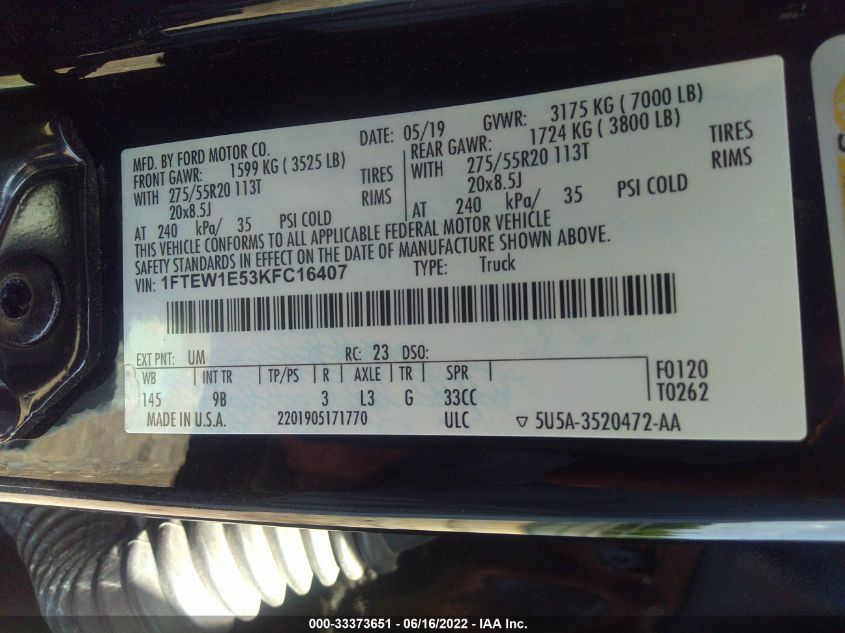 MFD. BY FORD MOTOR CO. DATE: 05/19 GVWR: 3175 KG ( 7000 LB)
FRONT GAWR: 1599 KG ( 3525 LB) REAR GAWR: 1724 KG ( 3800 LB)
WITH 275/55R20 113T TIRES WITH 275/55R20 113T TIRES
20x8.5J RIMS 20x8.5J RIMS
AT 240 kPa/ 35 PSI COLD AT 240 kPa/ 35 PSI COLD
THIS VEHICLE CONFORMS TO ALL APPLICABLE FEDERAL MOTOR VEHICLE
SAFETY STANDARDS IN EFFECT ON THE DATE OF MANUFACTURE SHOWN ABOVE.
VIN: 1FTEW1E53KFC16407 TYPE: Truck
EXT PNT: UM RC: 23 DSO:
WB INT TR TP/PS R AXLE TR SPR F0120
145 9B 3 L3 G 33CC T0262
MADE IN U.S.A. 2201905171770 ULC ▽ 5U5A-3520472-AA
000-33373651 - 06/16/2022 - IAA Inc.